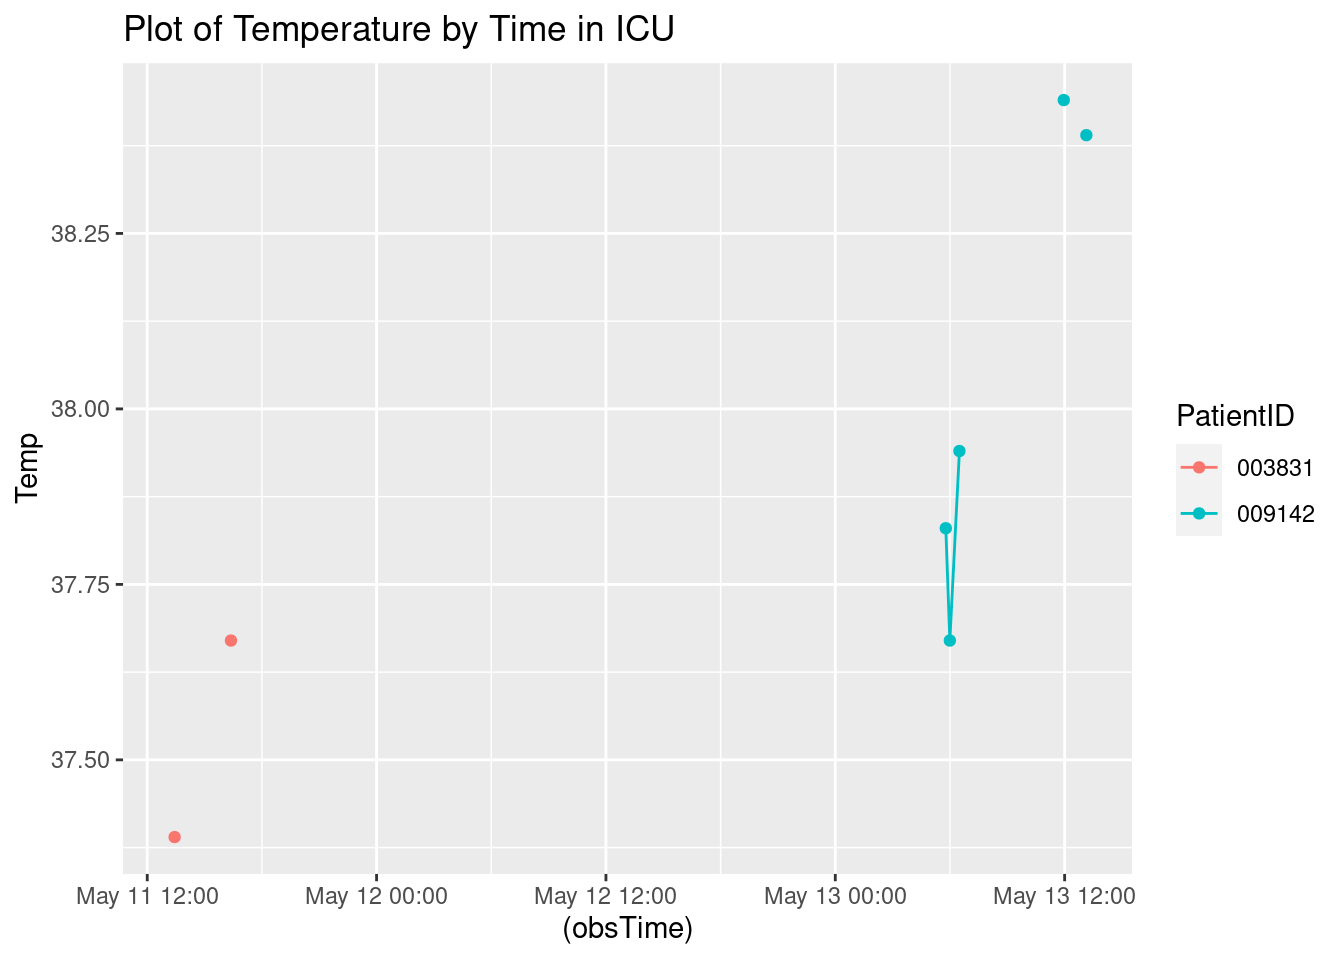 Plot of Temperature by Time in ICU
38.25
38.00
37.75
37.50
Temp
May 11 12:00
May 12 00:00
May 12 12:00
May 13 00:00
May 13 12:00
(obsTime)
PatientID
003831
009142